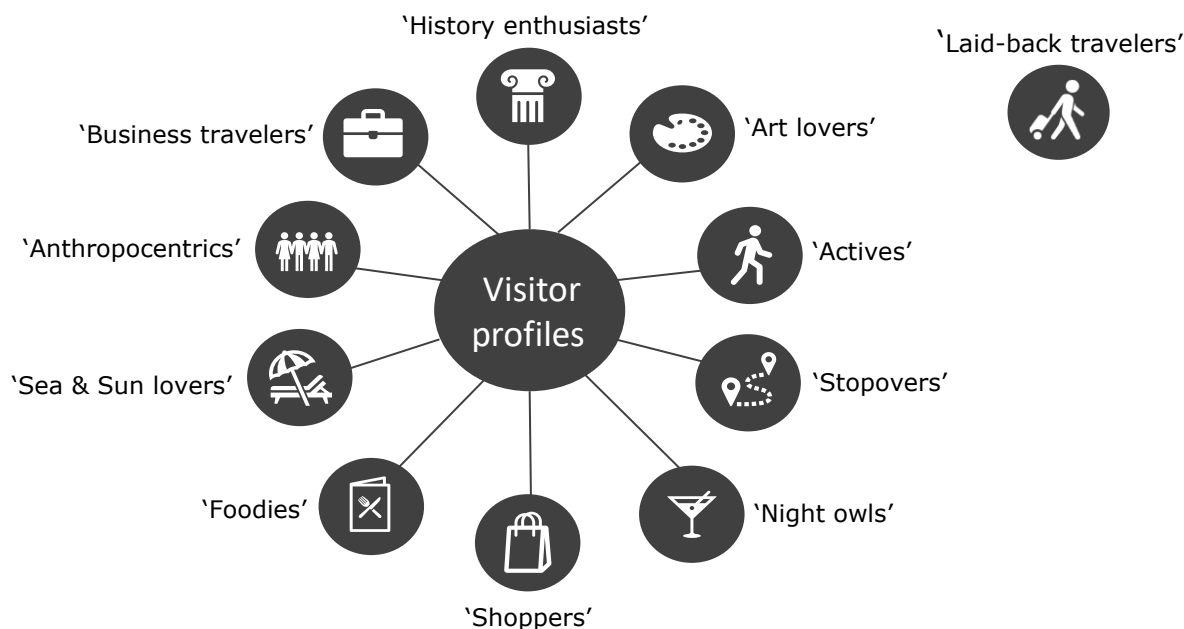 ‘History enthusiasts’
‘Laid-back travelers’
‘Business travelers’
‘Art lovers’
‘Anthropocentrics’
‘Actives’
Visitor
profiles
‘Sea & Sun lovers’
‘Stopovers’
‘Foodies’
‘Night owls’
‘Shoppers’